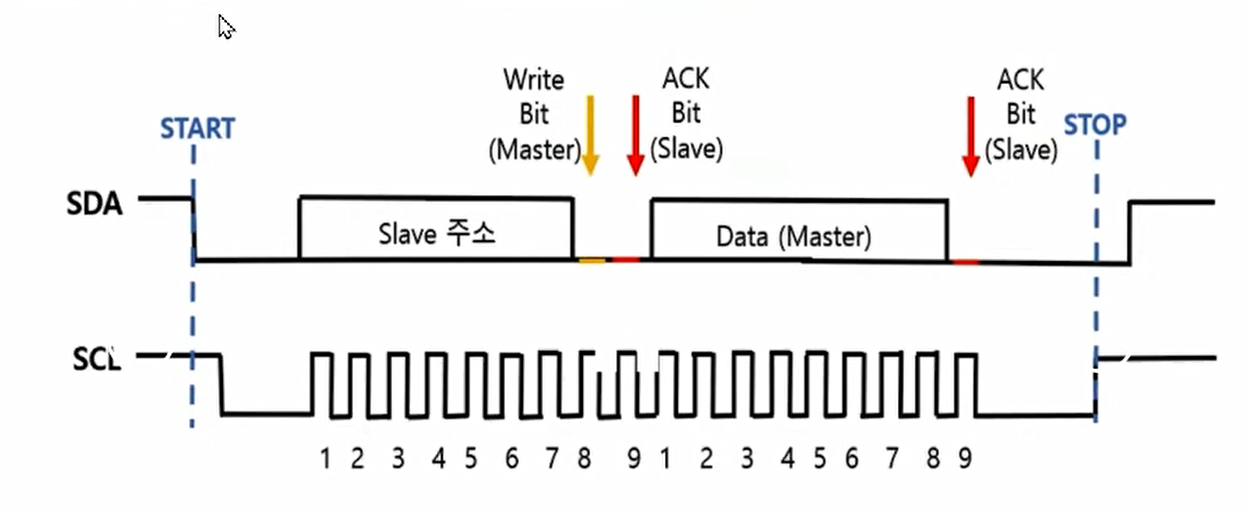 START
Write
Bit
(Master)
ACK
Bit
(Slave)
ACK
Bit
(Slave)
STOP
SDA
Slave 주소
Data (Master)
SCL
1 2 3 4 5 6 7 8 9 1 2 3 4 5 6 7 8 9